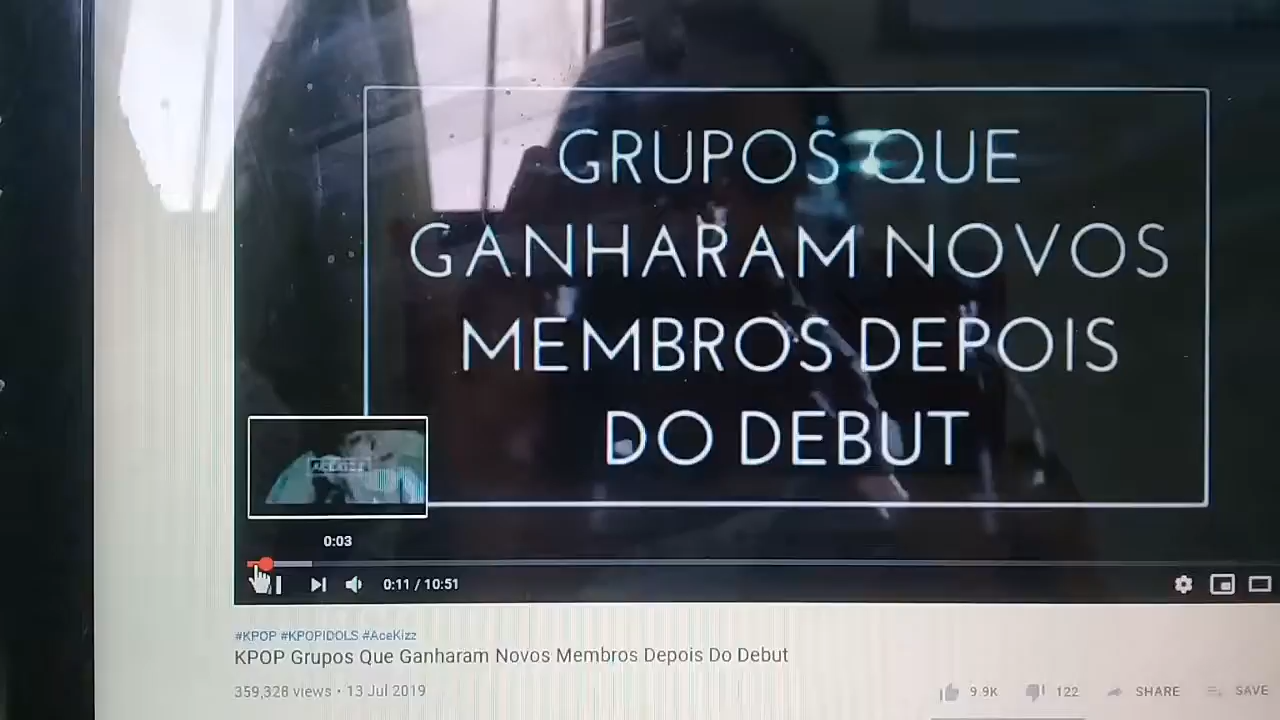 GRUPOS QUE
GANHARAM NOVOS
MEMBROS DEPOIS
DO DEBUT
ACEKIZZ
0:03
0:11 / 10:51
#KPOP #KPOPIDOLS #AceKizz
KPOP Grupos Que Ganharam Novos Membros Depois Do Debut
359,328 views • 13 Jul 2019
9.9K 122 SHARE SAVE